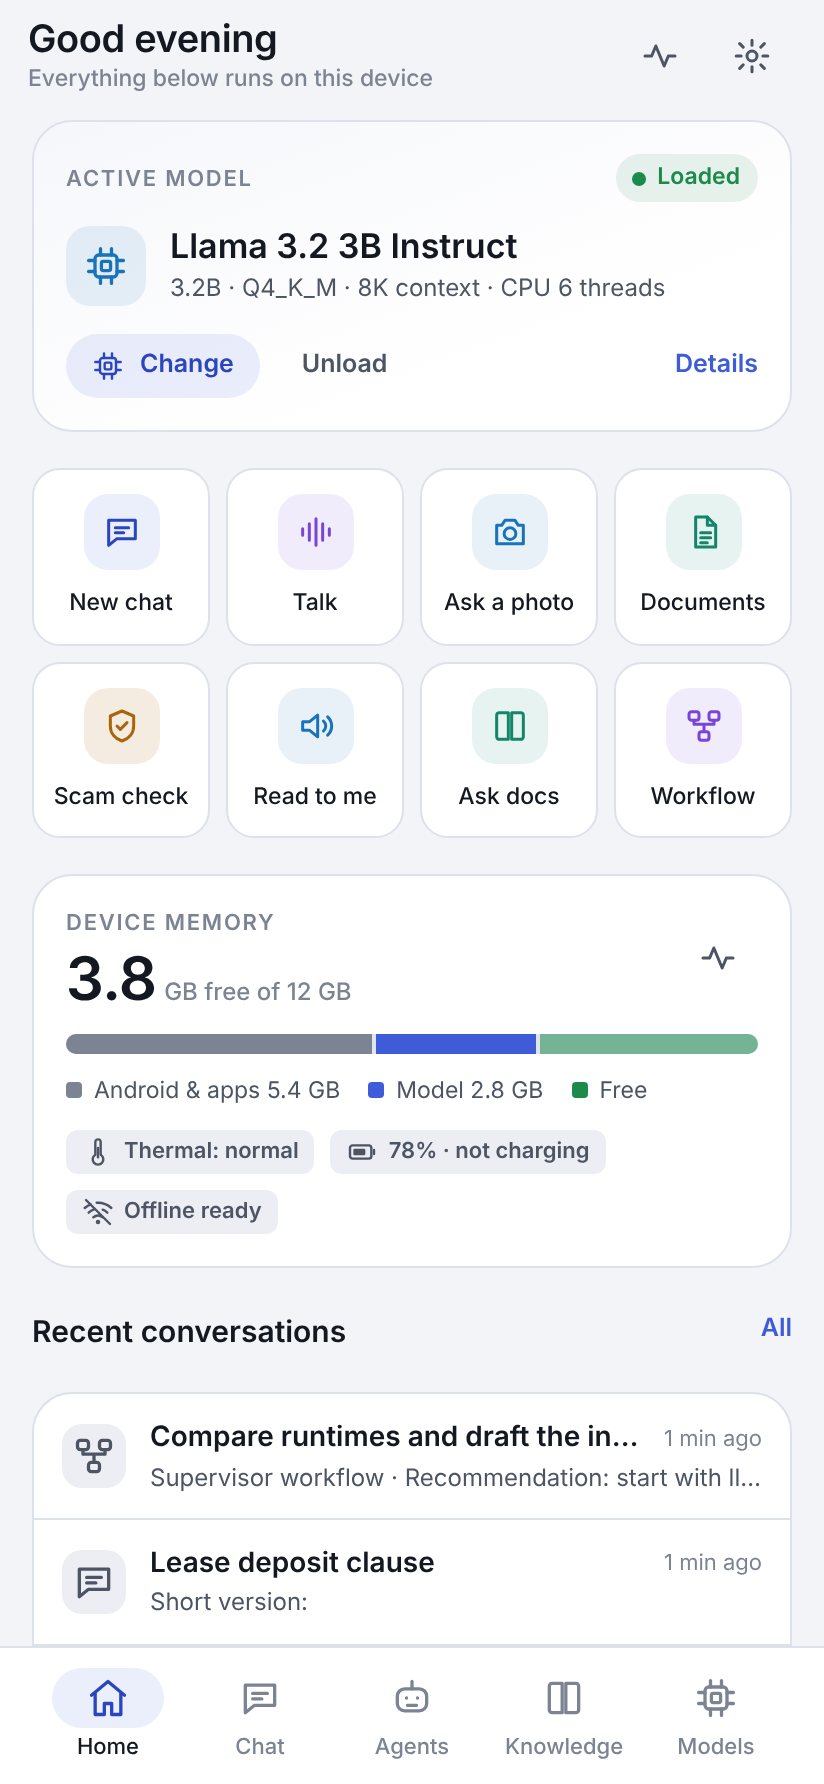 Good evening
Everything below runs on this device
ACTIVE MODEL
Loaded
Llama 3.2 3B Instruct
3.2B · Q4_K_M · 8K context · CPU 6 threads
Change
Unload
Details
New chat
Talk
Ask a photo
Documents
Scam check
Read to me
Ask docs
Workflow
DEVICE MEMORY
3.8 GB free of 12 GB
Android & apps 5.4 GB
Model 2.8 GB
Free
Thermal: normal
78% · not charging
Offline ready
Recent conversations
All
Compare runtimes and draft the in...
1 min ago
Supervisor workflow · Recommendation: start with ll...
Lease deposit clause
1 min ago
Short version:
Home
Chat
Agents
Knowledge
Models